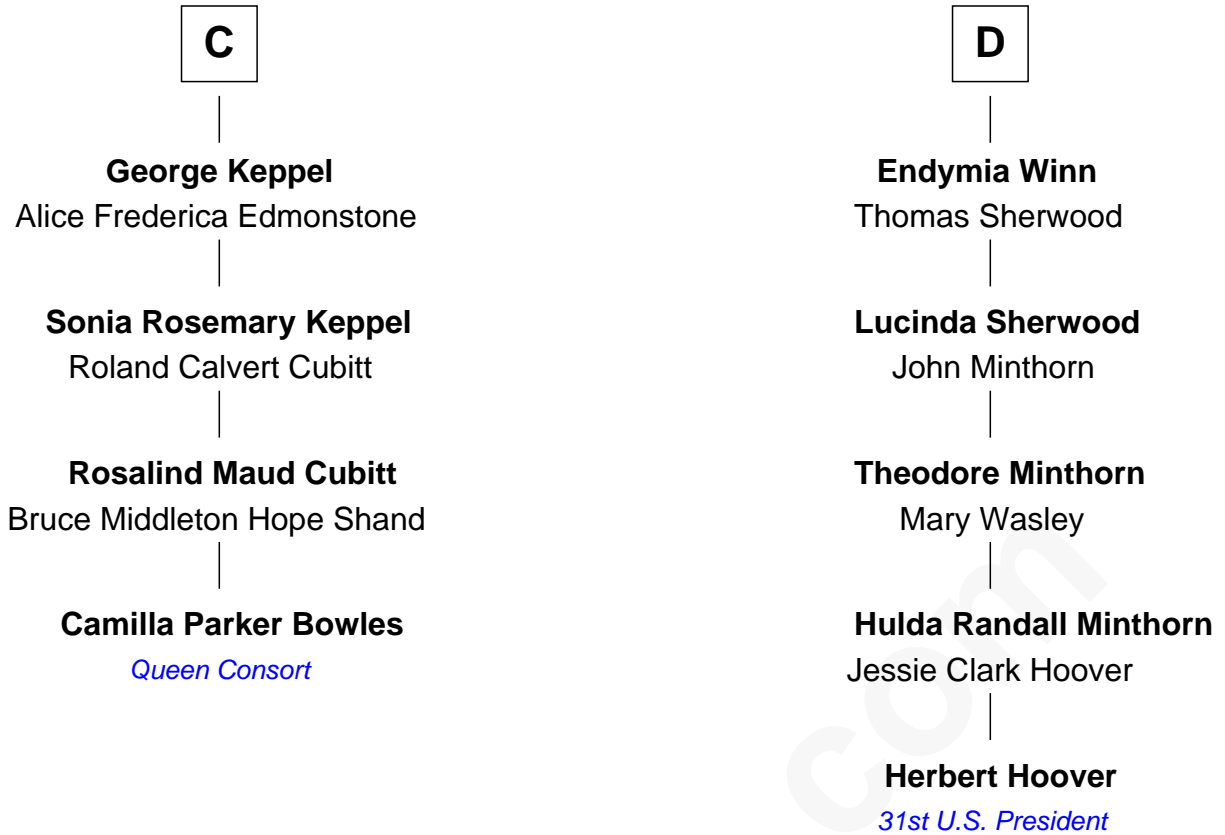 C
George Keppel
Alice Frederica Edmonstone
Sonia Rosemary Keppel
Roland Calvert Cubitt
Rosalind Maud Cubitt
Bruce Middleton Hope Shand
Camilla Parker Bowles
Queen Consort
D
Endymia Winn
Thomas Sherwood
Lucinda Sherwood
John Minthorn
Theodore Minthorn
Mary Wasley
Hulda Randall Minthorn
Jessie Clark Hoover
Herbert Hoover
31st U.S. President
com